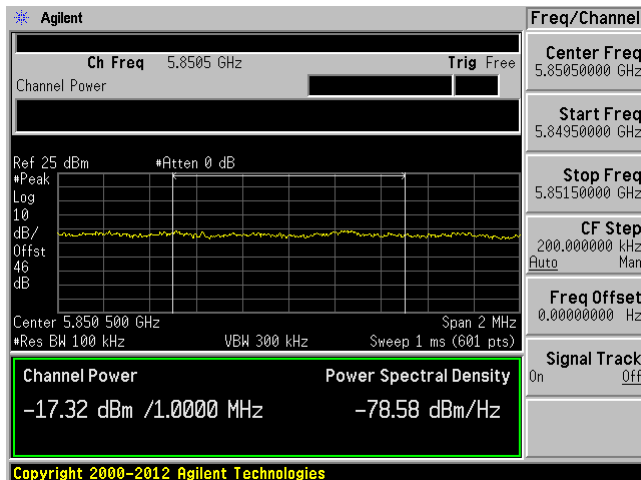 Agilent
Freq/Channel
Ch Freq 5.8505 GHz Trig Free
Channel Power
Center Freq
5.85050000 GHz
Start Freq
5.84950000 GHz
Stop Freq
5.85150000 GHz
CF Step
200.000000 kHz
Auto Man
Freq Offset
0.00000000 Hz
Signal Track
On Off
Ref 25 dBm #Atten 0 dB
#Peak
Log
10
dB/
Offst
46
dB
Center 5.850 500 GHz Span 2 MHz
#Res BW 100 kHz VBW 300 kHz Sweep 1 ms (601 pts)
Channel Power Power Spectral Density
-17.32 dBm /1.0000 MHz -78.58 dBm/Hz
Copyright 2000-2012 Agilent Technologies